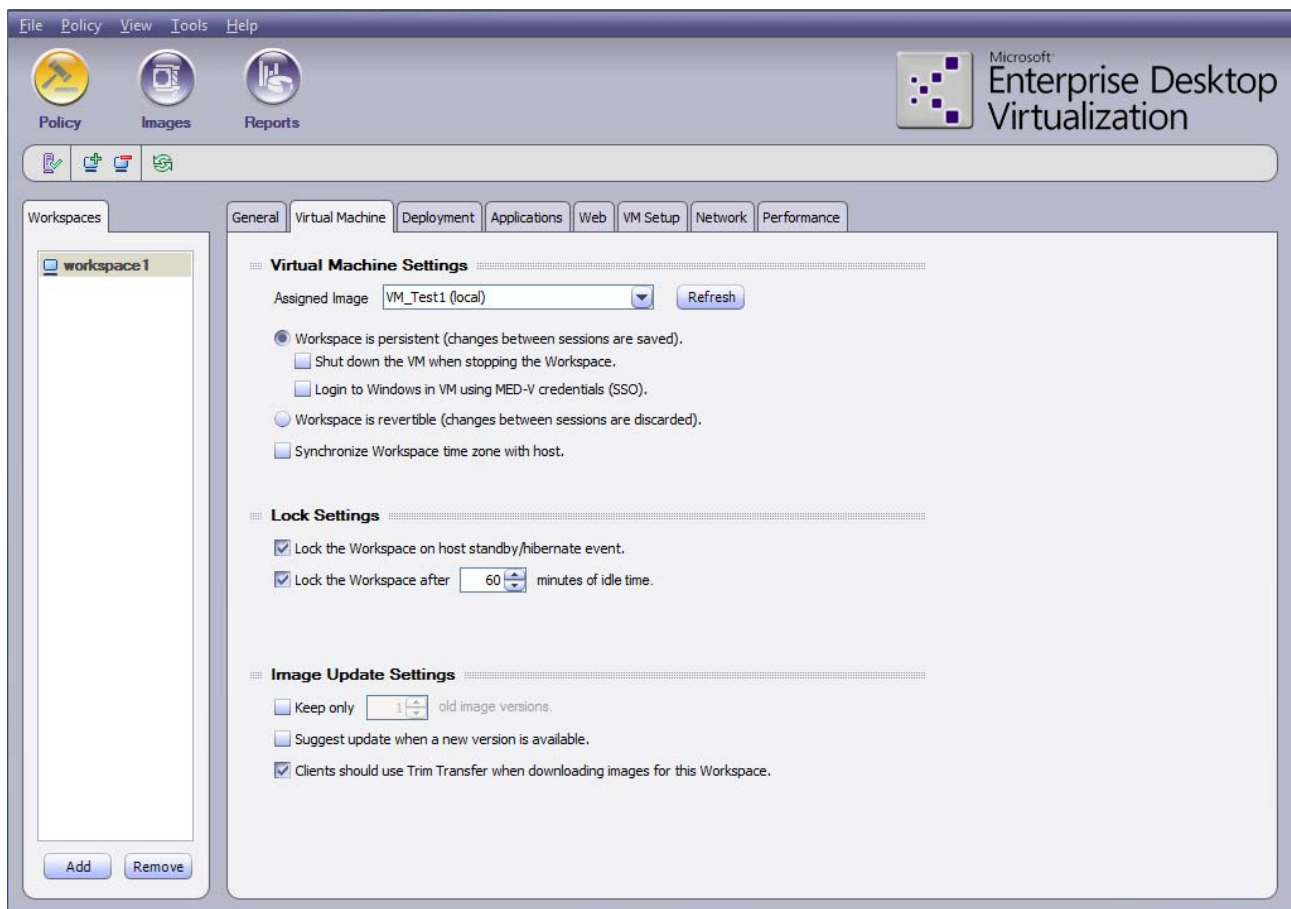 File Policy View Tools Help
Policy Images Reports
Microsoft
Enterprise Desktop
Virtualization
Workspaces
General Virtual Machine Deployment Applications Web VM Setup Network Performance
workspace1
Virtual Machine Settings
Assigned Image VM_Test1 (local) Refresh
Workspace is persistent (changes between sessions are saved).
Shut down the VM when stopping the Workspace.
Login to Windows in VM using MED-V credentials (SSO).
Workspace is revertible (changes between sessions are discarded).
Synchronize Workspace time zone with host.
Lock Settings
Lock the Workspace on host standby/hibernate event.
Lock the Workspace after 60 minutes of idle time.
Image Update Settings
Keep only 1 old image versions.
Suggest update when a new version is available.
Clients should use Trim Transfer when downloading images for this Workspace.
Add Remove